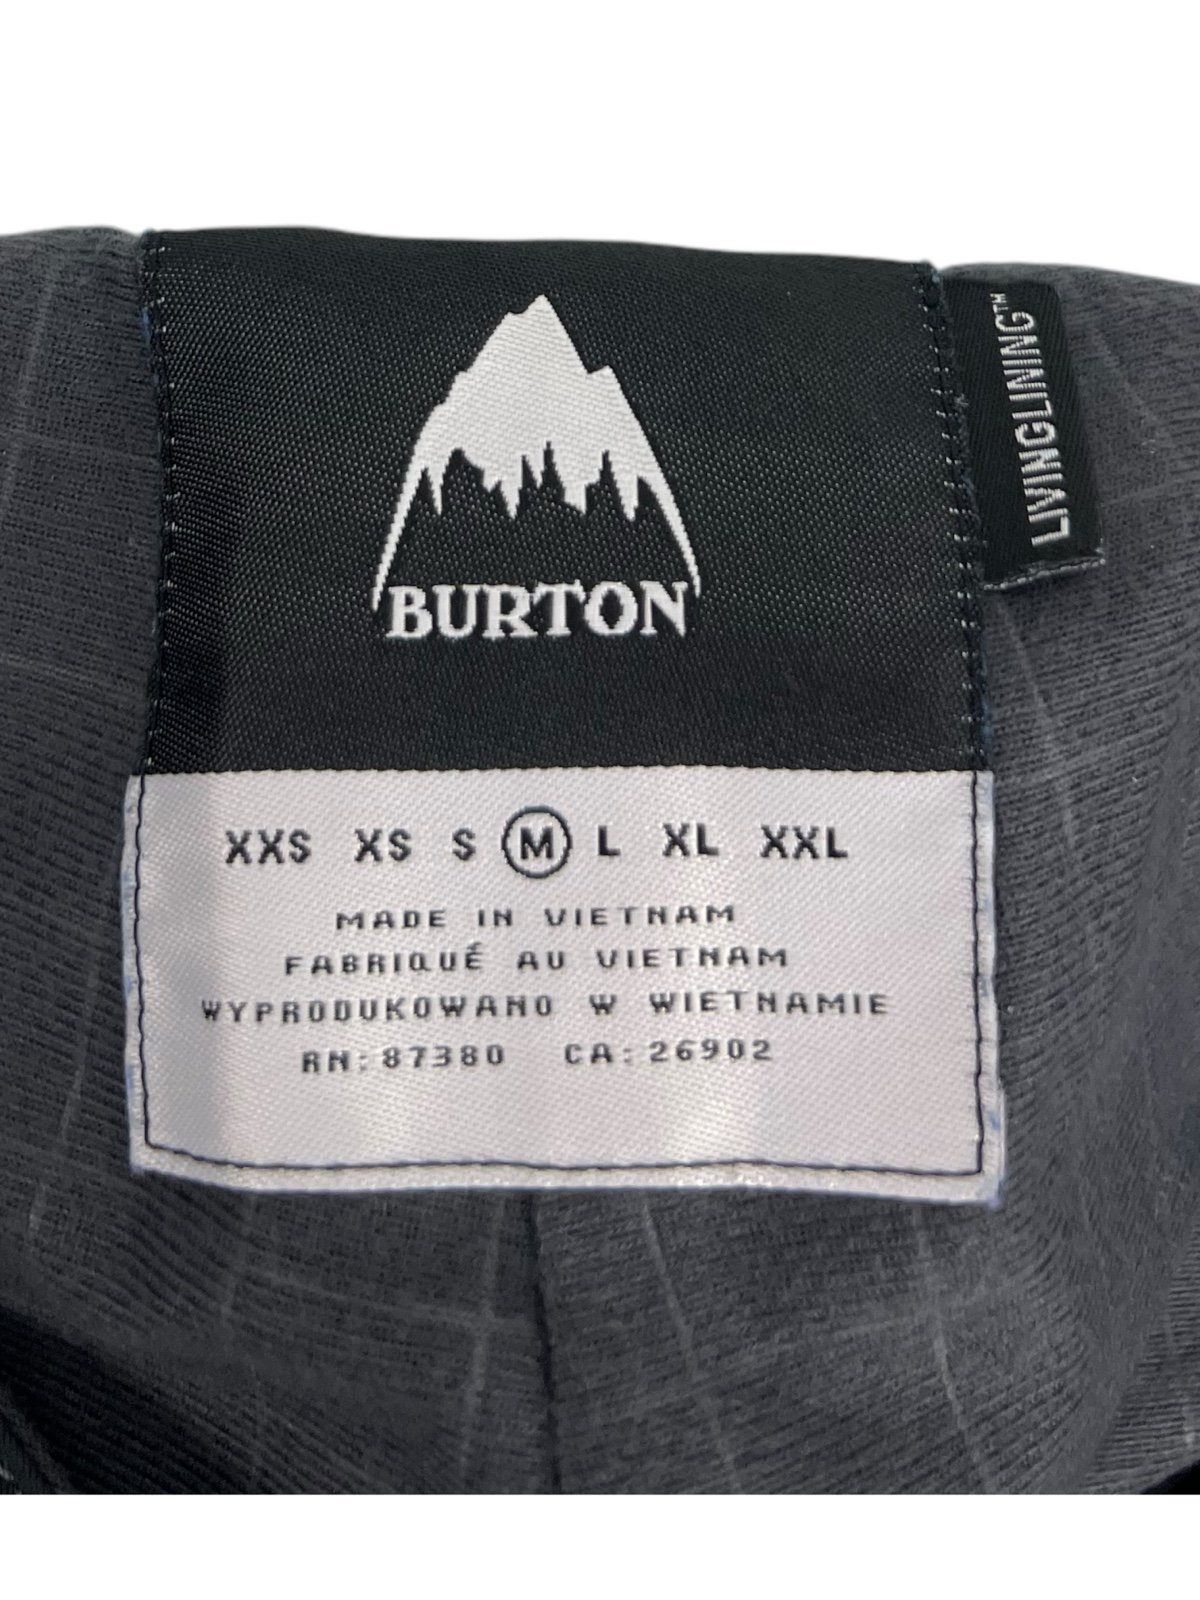 BURTON
LIVINGLINING™
XXS XS S M L XL XXL
MADE IN VIETNAM
FABRIQUÉ AU VIETNAM
WYPRODUKOWANO W WIETNAMIE
RN: 87380 CA: 26902